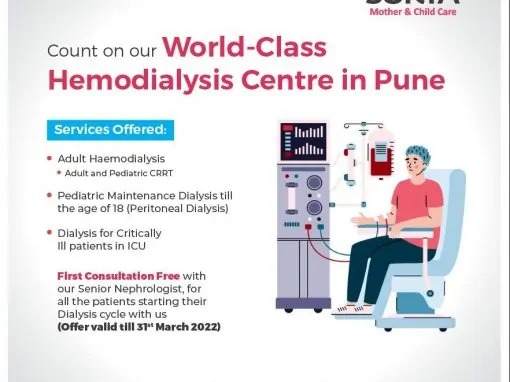 Mother & Child Care
Count on our World-Class
Hemodialysis Centre in Pune
Services Offered:
• Adult Haemodialysis
• Adult and Pediatric CRRT
• Pediatric Maintenance Dialysis till
the age of 18 (Peritoneal Dialysis)
• Dialysis for Critically
Ill patients in ICU
First Consultation Free with
our Senior Nephrologist, for
all the patients starting their
Dialysis cycle with us
(Offer valid till 31st March 2022)